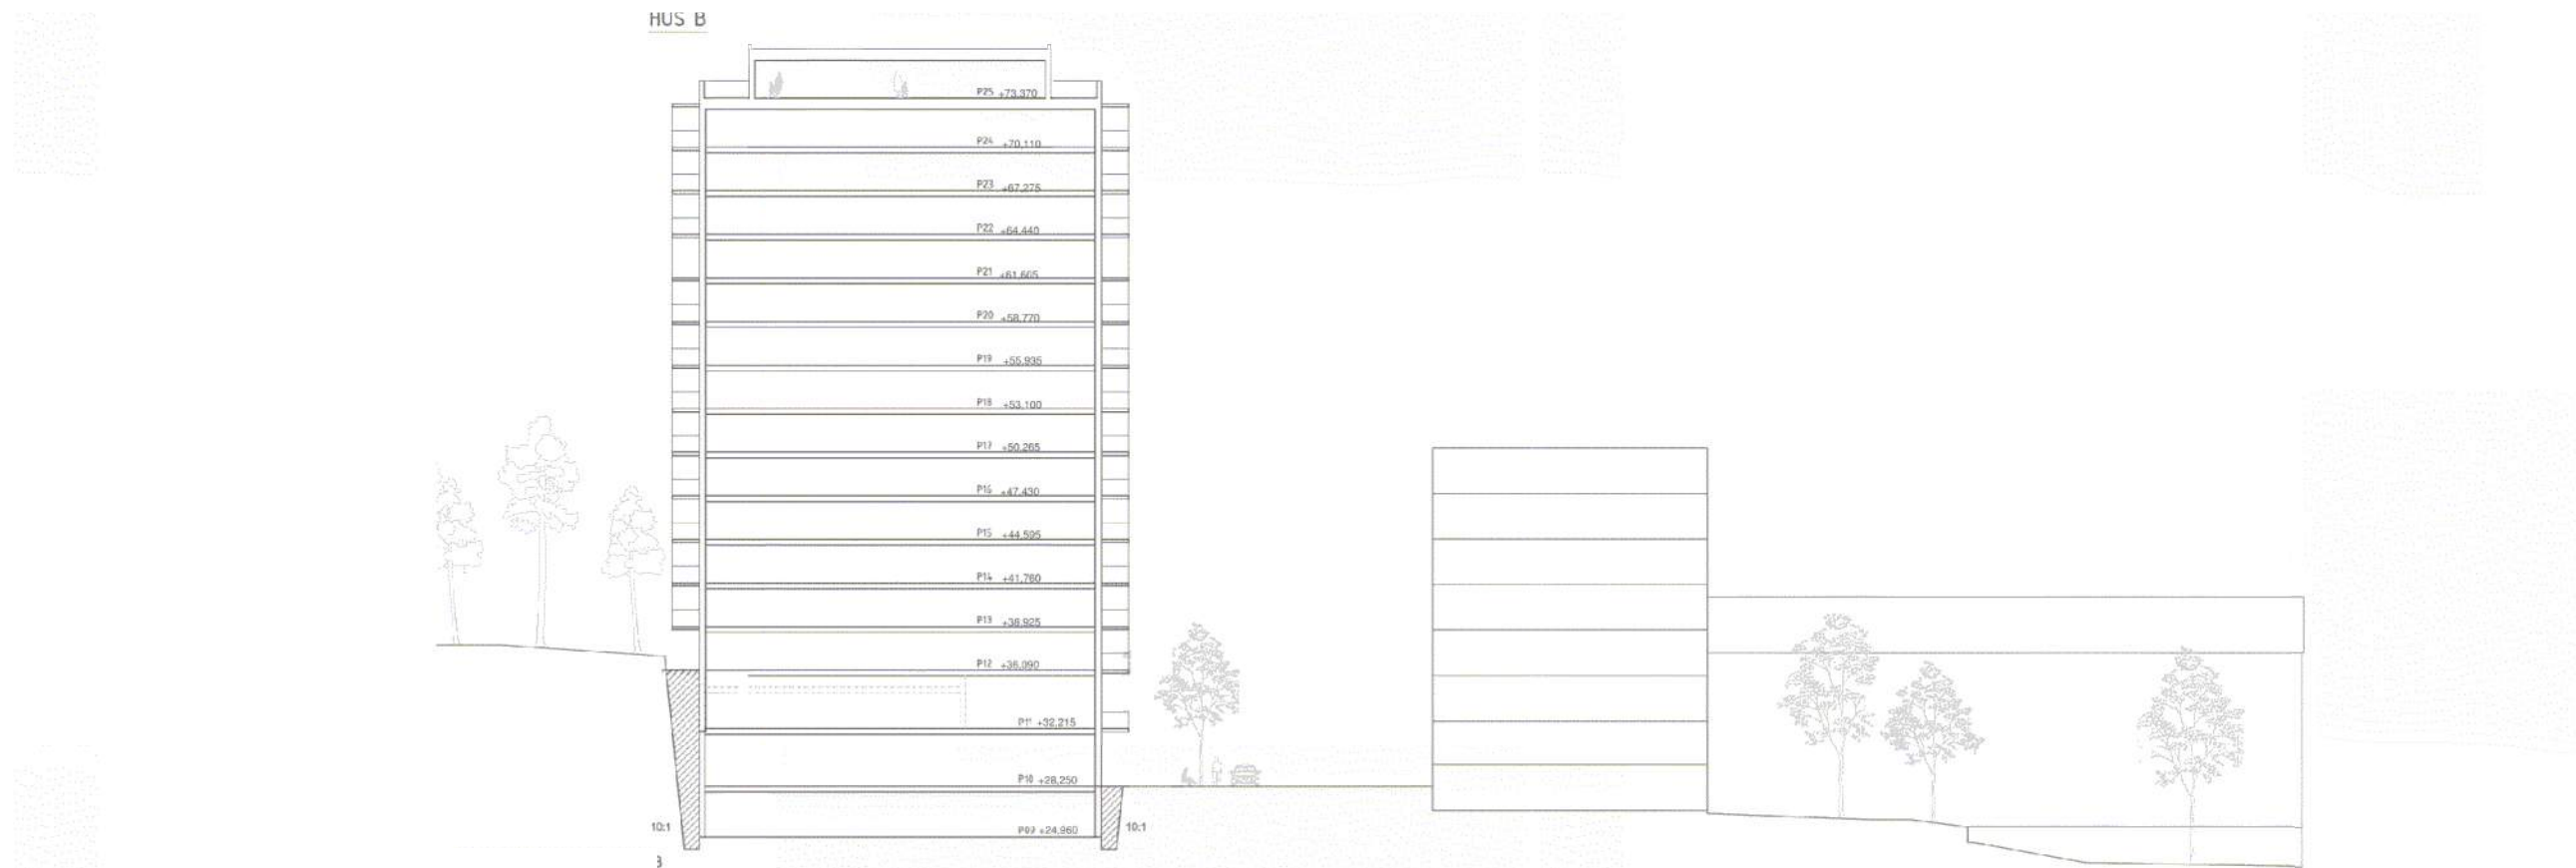 HUS B
P25 +73,370
P24 +70,110
P23 +67,275
P22 +64,440
P21 +61,605
P20 +58,770
P19 +55,935
P18 +53,100
P17 +50,265
P16 +47,430
P15 +44,595
P14 +41,760
P13 +38,925
P12 +36,090
P11 +32,215
P10 +28,250
10:1 P09 +24,960 10:1